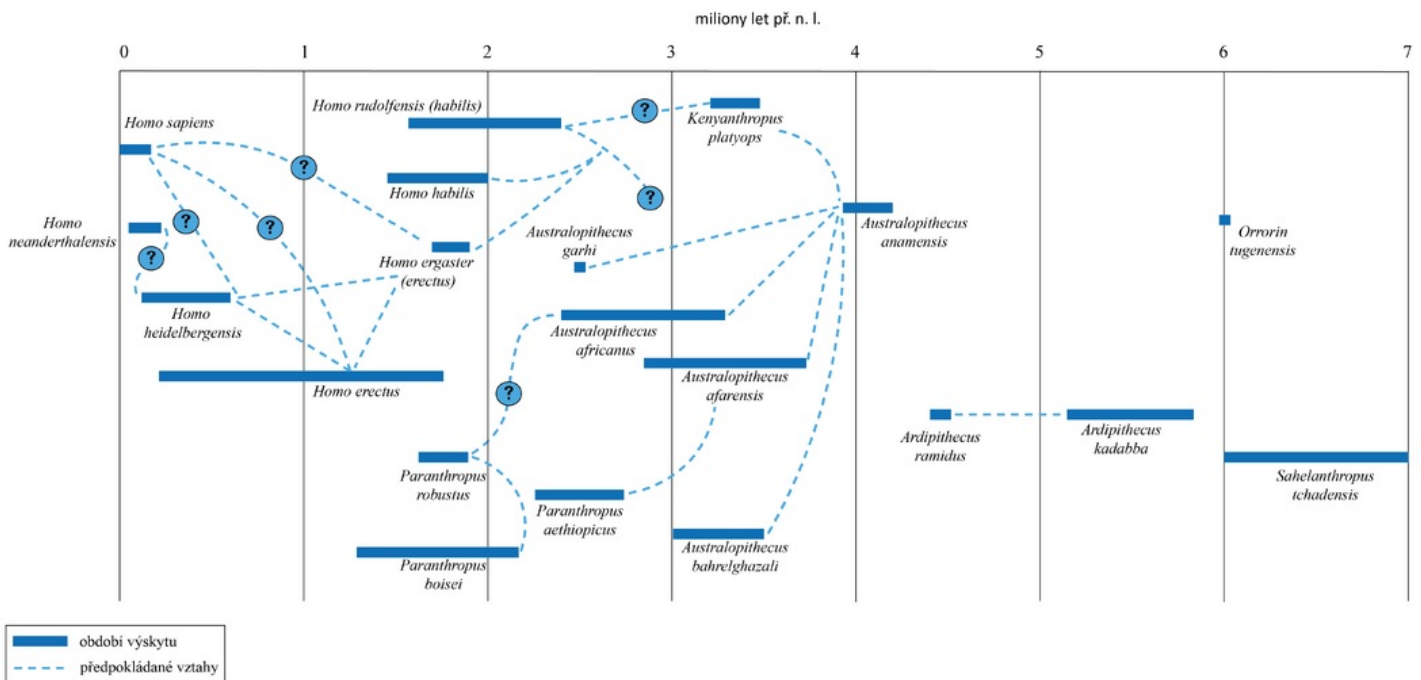 miliony let př. n. l.
0 1 2 3 4 5 6 7
Homo rudolfensis (habilis)
?
Kenyanthropus
platyops
Homo sapiens
?
Homo habilis
?
Homo
neanderthalensis
?
?
Australopithecus
garhi
Australopithecus
anamensis
Orrorin
tugenensis
?
Homo ergaster
(erectus)
Homo
heidelbergensis
Australopithecus
africanus
Homo erectus
?
Australopithecus
afarensis
Ardipithecus
ramidus
Ardipithecus
kadabba
Paranthropus
robustus
Sahelanthropus
tchadensis
Paranthropus
aethiopicus
Paranthropus
boisei
Australopithecus
bahrelghazali
období výskytu
předpokládané vztahy